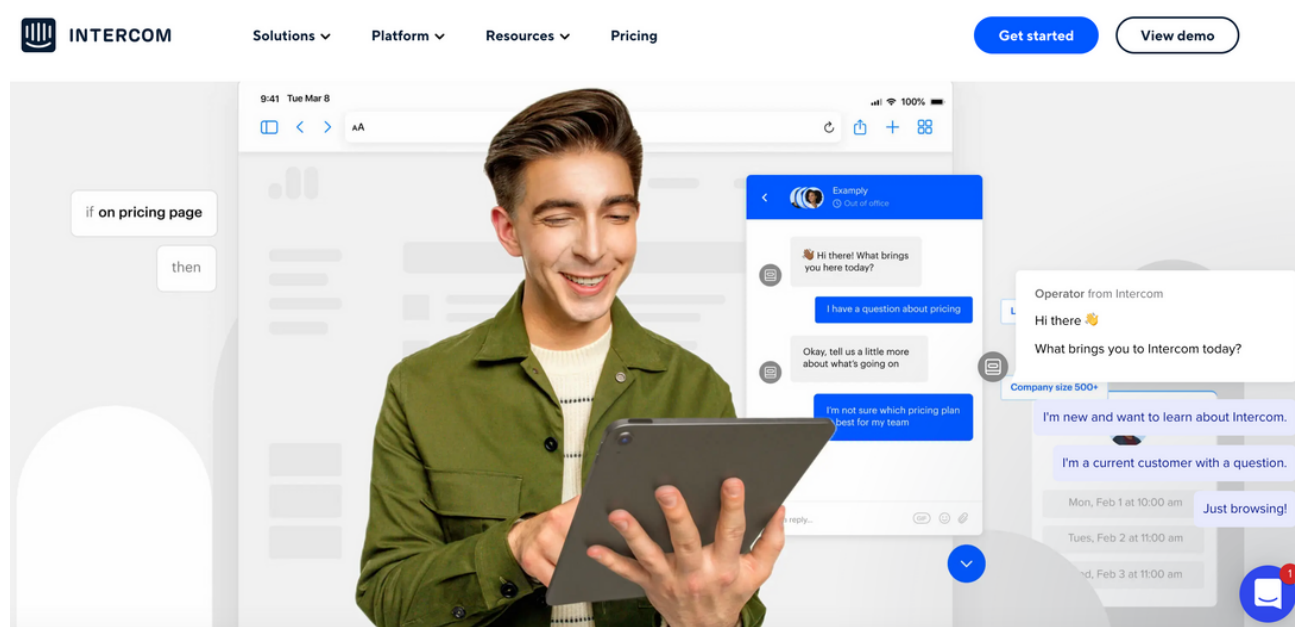 INTERCOM
Solutions
Platform
Resources
Pricing
Get started
View demo
9:41 Tue Mar 8
100%
AA
if on pricing page
then
Examply
Out of office
👋🏾 Hi there! What brings
you here today?
I have a question about pricing
Okay, tell us a little more
about what's going on
I'm not sure which pricing plan
best for my team
reply...
GIF
L
Company size 500+
Operator from Intercom
Hi there 👋
What brings you to Intercom today?
I'm new and want to learn about Intercom.
I'm a current customer with a question.
Just browsing!
Mon, Feb 1 at 10:00 am
Tues, Feb 2 at 11:00 am
d, Feb 3 at 11:00 am
1